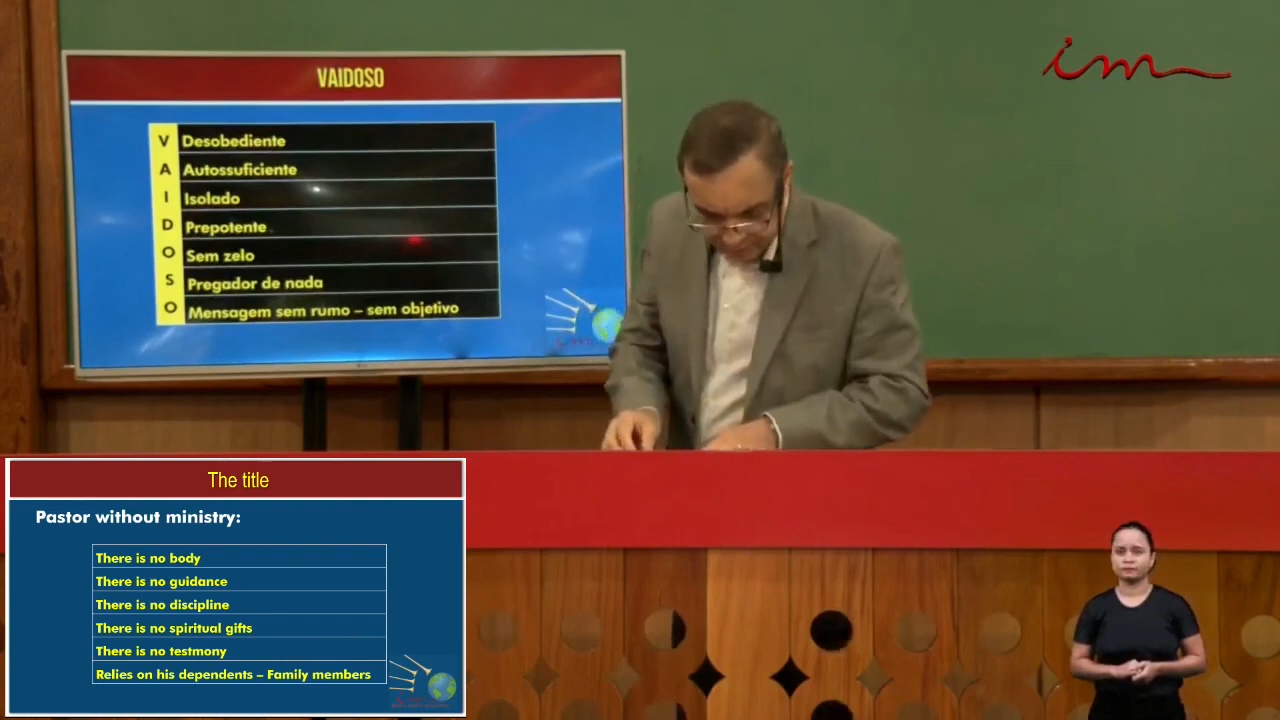 im
VAIDOSO
V Desobediente
A Autossuficiente
I Isolado
D Prepotente
O Sem zelo
S Pregador de nada
O Mensagem sem rumo – sem objetivo
The title
Pastor without ministry:
There is no body
There is no guidance
There is no discipline
There is no spiritual gifts
There is no testmony
Relies on his dependents – Family members